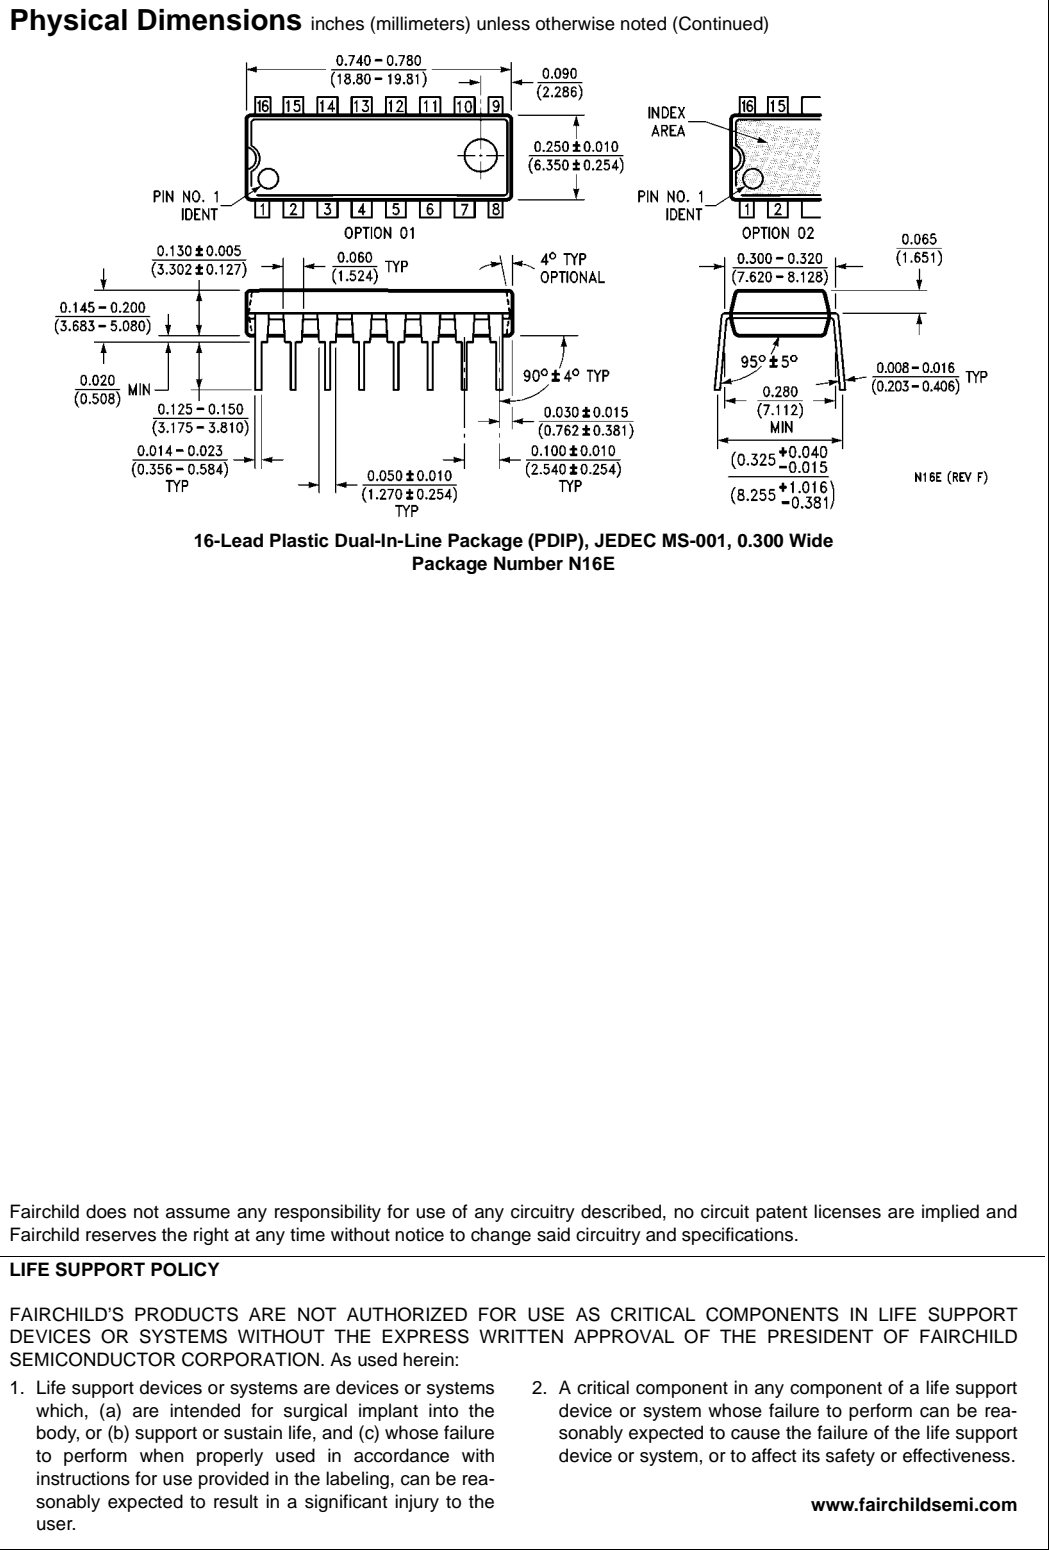 Physical Dimensions inches (millimeters) unless otherwise noted (Continued)
0.740 – 0.780
(18.80 – 19.81)
0.090
(2.286)
16 15 14 13 12 11 10 9
0.250 ± 0.010
(6.350 ± 0.254)
PIN NO. 1
IDENT
1 2 3 4 5 6 7 8
OPTION 01
INDEX
AREA
16 15
PIN NO. 1
IDENT
1 2
OPTION 02
0.130 ± 0.005
(3.302 ± 0.127)
0.060
(1.524)
TYP
4° TYP
OPTIONAL
0.300 – 0.320
(7.620 – 8.128)
0.065
(1.651)
0.145 – 0.200
(3.683 – 5.080)
0.020
(0.508)
MIN
0.125 – 0.150
(3.175 – 3.810)
90° ± 4° TYP
95° ± 5°
0.008 – 0.016
(0.203 – 0.406)
TYP
0.280
(7.112)
MIN
0.030 ± 0.015
(0.762 ± 0.381)
0.014 – 0.023
(0.356 – 0.584)
TYP
0.050 ± 0.010
(1.270 ± 0.254)
TYP
0.100 ± 0.010
(2.540 ± 0.254)
TYP
(0.325 +0.040
–0.015
(8.255 +1.016
–0.381)
N16E (REV F)
16-Lead Plastic Dual-In-Line Package (PDIP), JEDEC MS-001, 0.300 Wide
Package Number N16E
Fairchild does not assume any responsibility for use of any circuitry described, no circuit patent licenses are implied and
Fairchild reserves the right at any time without notice to change said circuitry and specifications.
LIFE SUPPORT POLICY
FAIRCHILD'S PRODUCTS ARE NOT AUTHORIZED FOR USE AS CRITICAL COMPONENTS IN LIFE SUPPORT
DEVICES OR SYSTEMS WITHOUT THE EXPRESS WRITTEN APPROVAL OF THE PRESIDENT OF FAIRCHILD
SEMICONDUCTOR CORPORATION. As used herein:
1. Life support devices or systems are devices or systems
which, (a) are intended for surgical implant into the
body, or (b) support or sustain life, and (c) whose failure
to perform when properly used in accordance with
instructions for use provided in the labeling, can be rea-
sonably expected to result in a significant injury to the
user.
2. A critical component in any component of a life support
device or system whose failure to perform can be rea-
sonably expected to cause the failure of the life support
device or system, or to affect its safety or effectiveness.
www.fairchildsemi.com